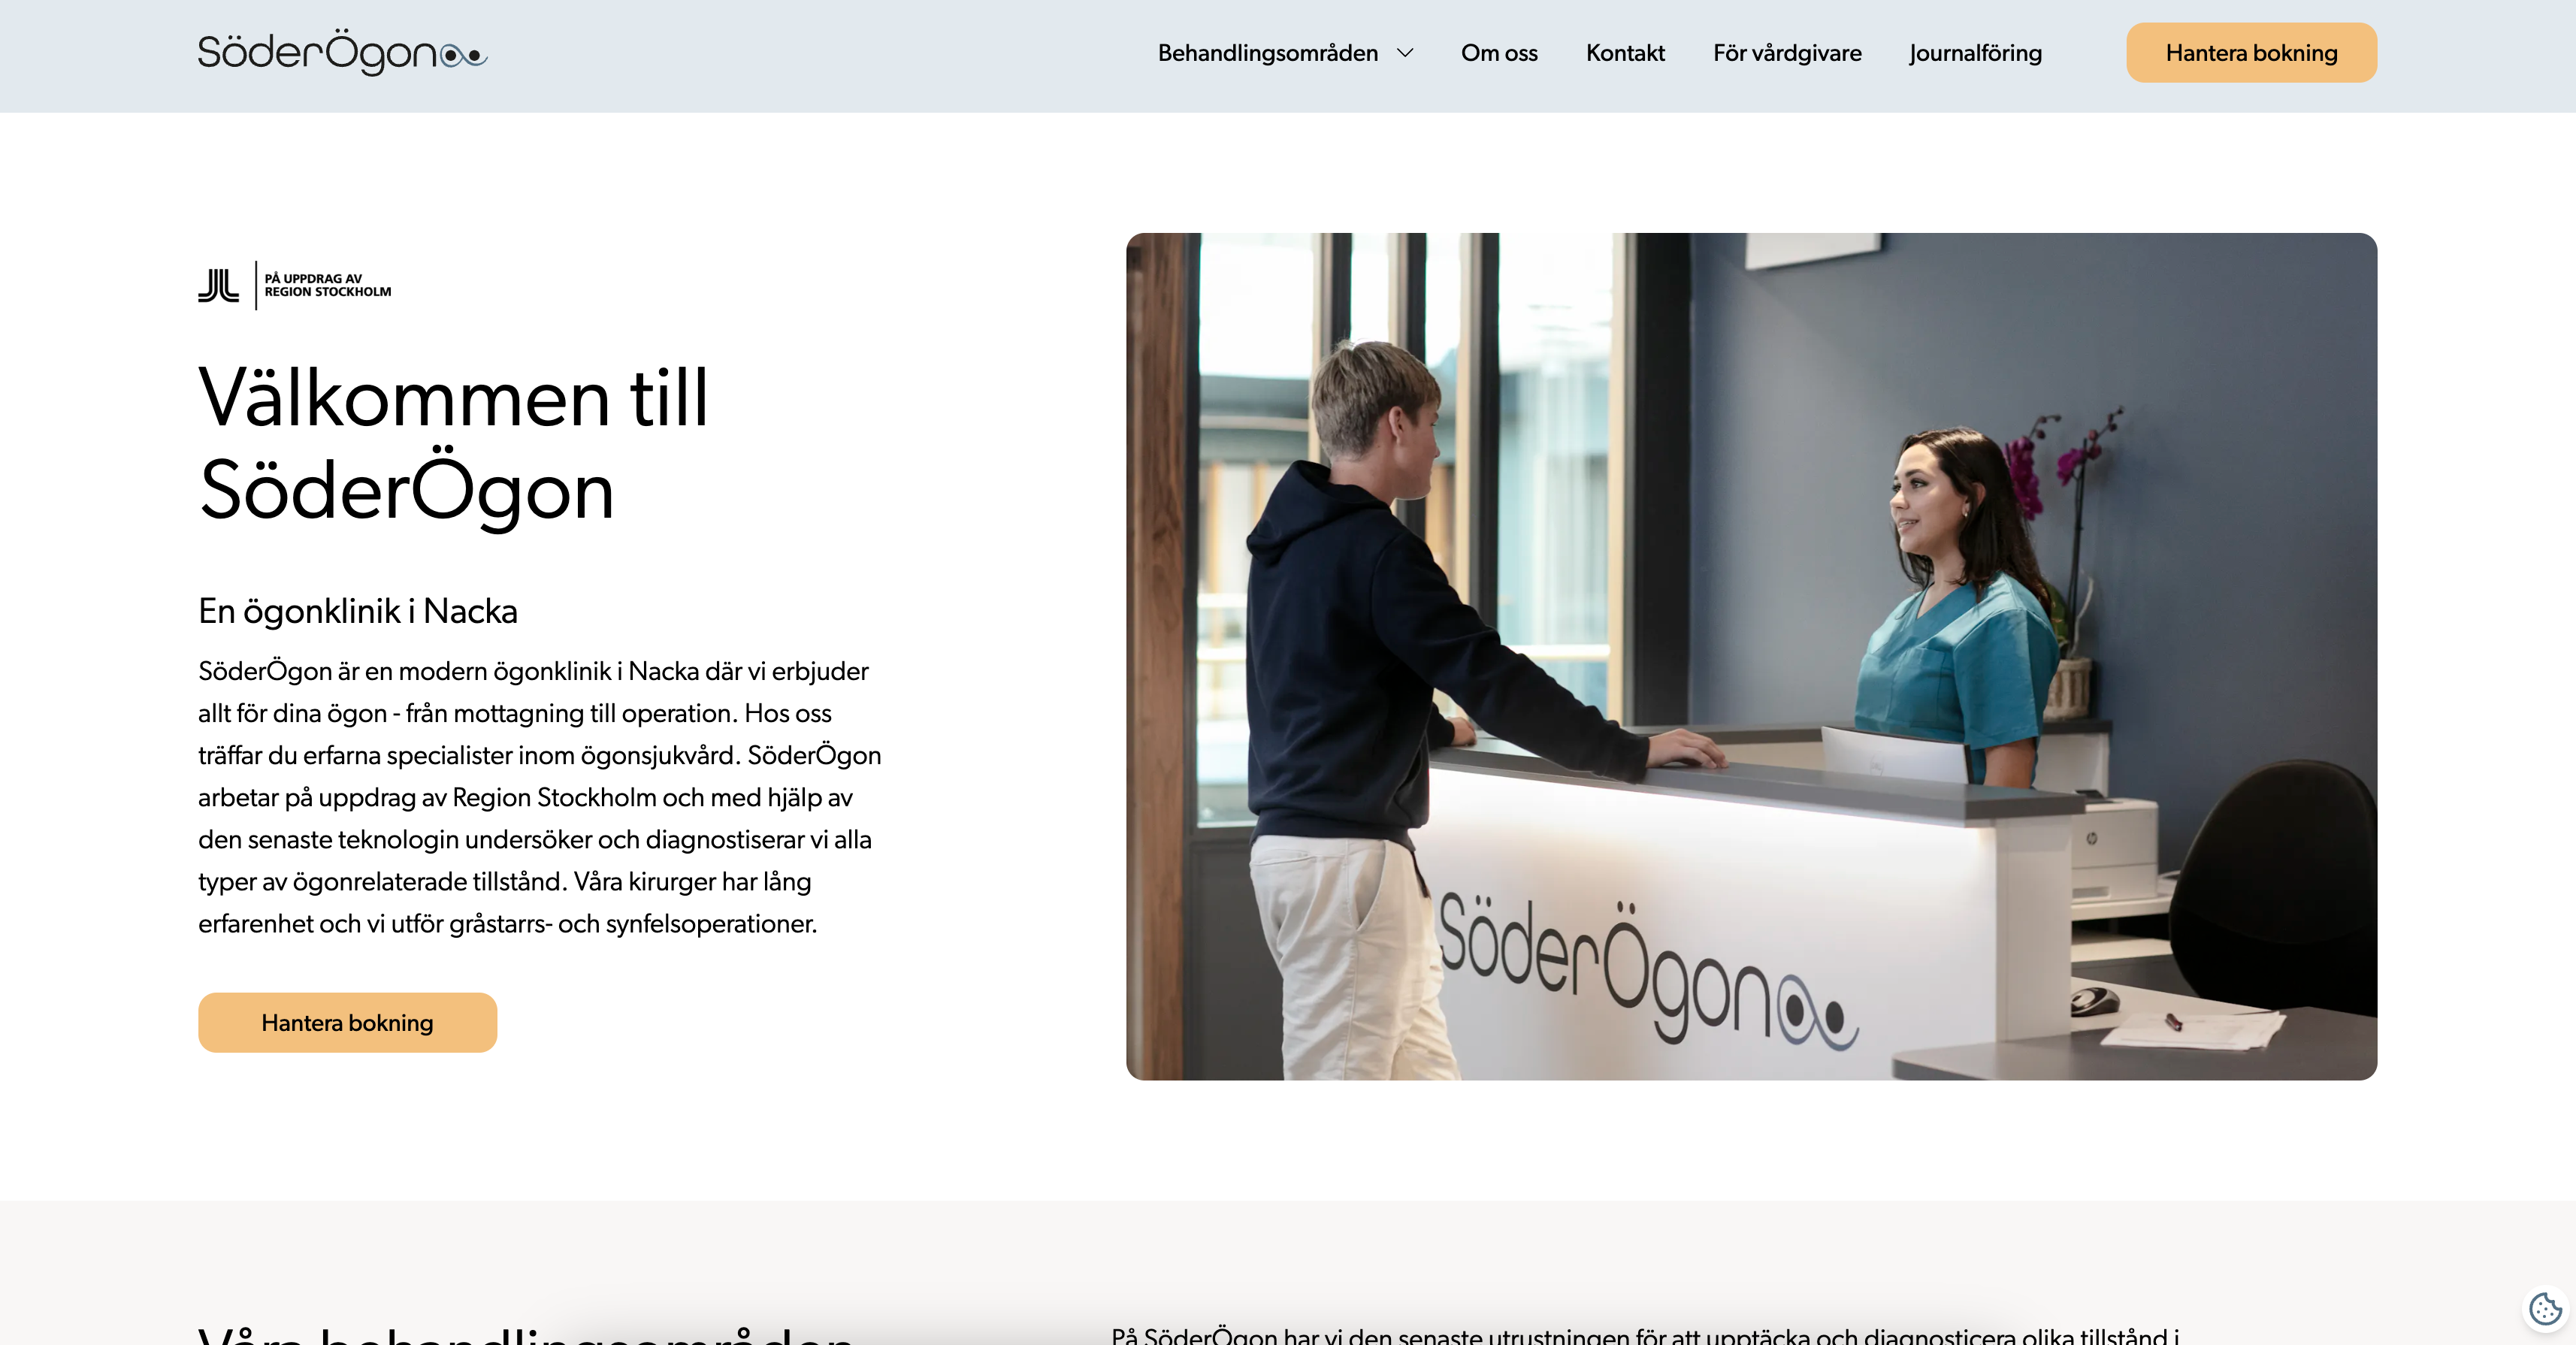 SöderÖgon
Behandlingsområden
Om oss
Kontakt
För vårdgivare
Journalföring
Hantera bokning
PÅ UPPDRAG AV
REGION STOCKHOLM
Välkommen till
SöderÖgon
En ögonklinik i Nacka
SöderÖgon är en modern ögonklinik i Nacka där vi erbjuder
allt för dina ögon - från mottagning till operation. Hos oss
träffar du erfarna specialister inom ögonsjukvård. SöderÖgon
arbetar på uppdrag av Region Stockholm och med hjälp av
den senaste teknologin undersöker och diagnostiserar vi alla
typer av ögonrelaterade tillstånd. Våra kirurger har lång
erfarenhet och vi utför gråstarrs- och synfelsoperationer.
Hantera bokning
SöderÖgon
Våra behandlingsområden
På SöderÖgon har vi den senaste utrustningen för att upptäcka och diagnosticera olika tillstånd i